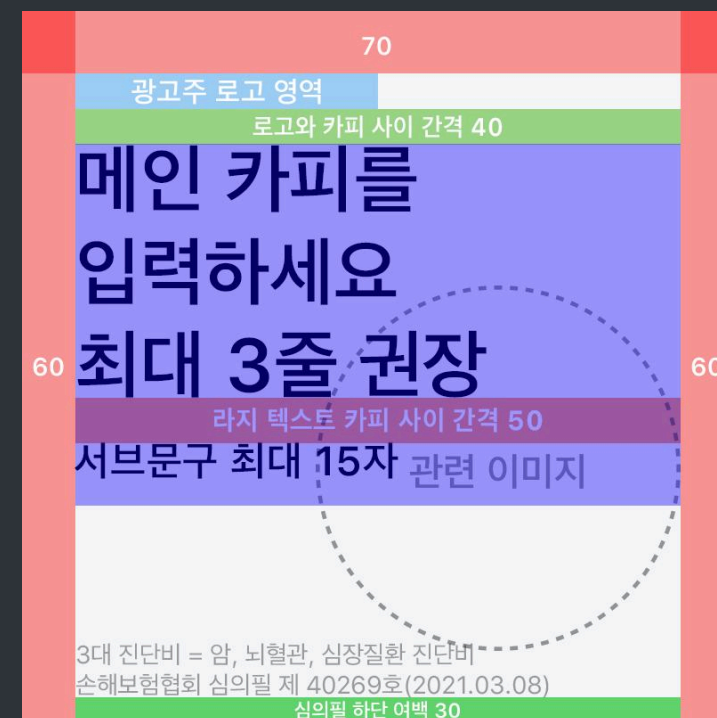 70
광고주 로고 영역
로고와 카피 사이 간격 40
메인 카피를
입력하세요
최대 3줄 권장
60
60
라지 텍스트 카피 사이 간격 50
서브문구 최대 15자
관련 이미지
3대 진단비 = 암, 뇌혈관, 심장질환 진단비
손해보험협회 심의필 제 40269호(2021.03.08)
심의필 하단 여백 30